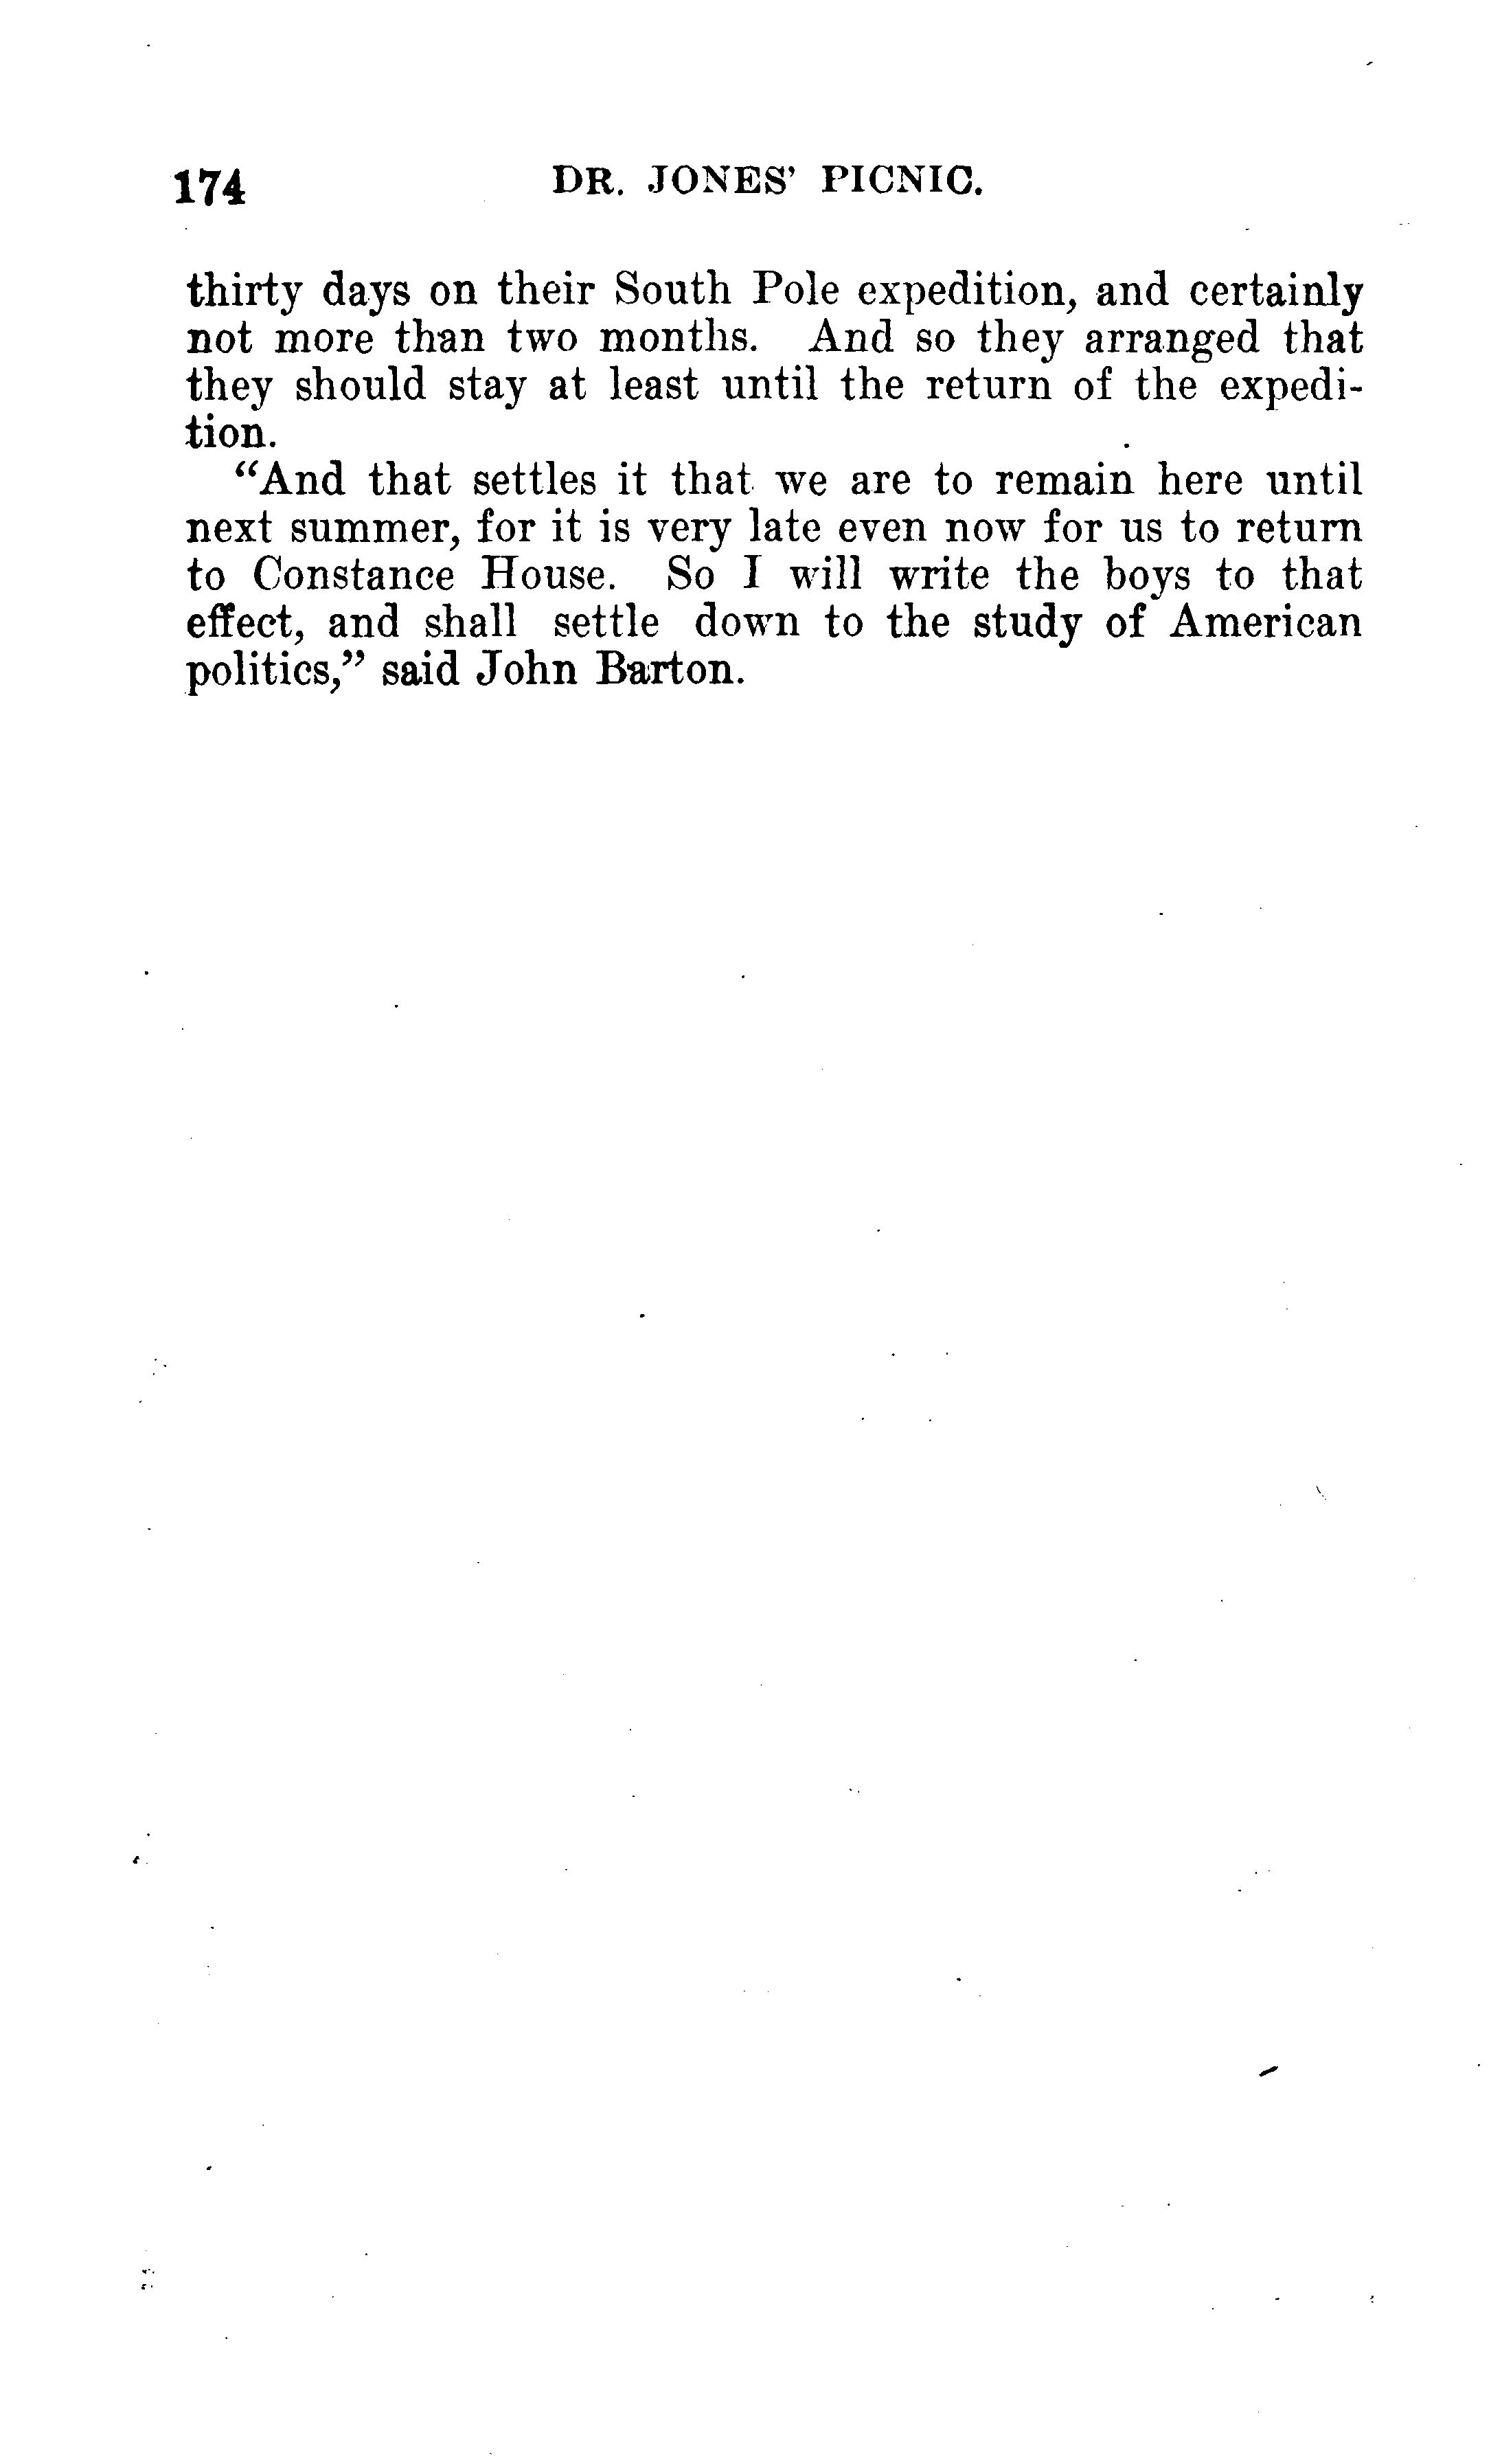 174 DR. JONES' PICNIC.
thirty days on their South Pole expedition, and certainly
not more than two months. And so they arranged that
they should stay at least until the return of the expedi-
tion.
“And that settles it that we are to remain here until
next summer, for it is very late even now for us to return
to Constance House. So I will write the boys to that
effect, and shall settle down to the study of American
politics,” said John Barton.